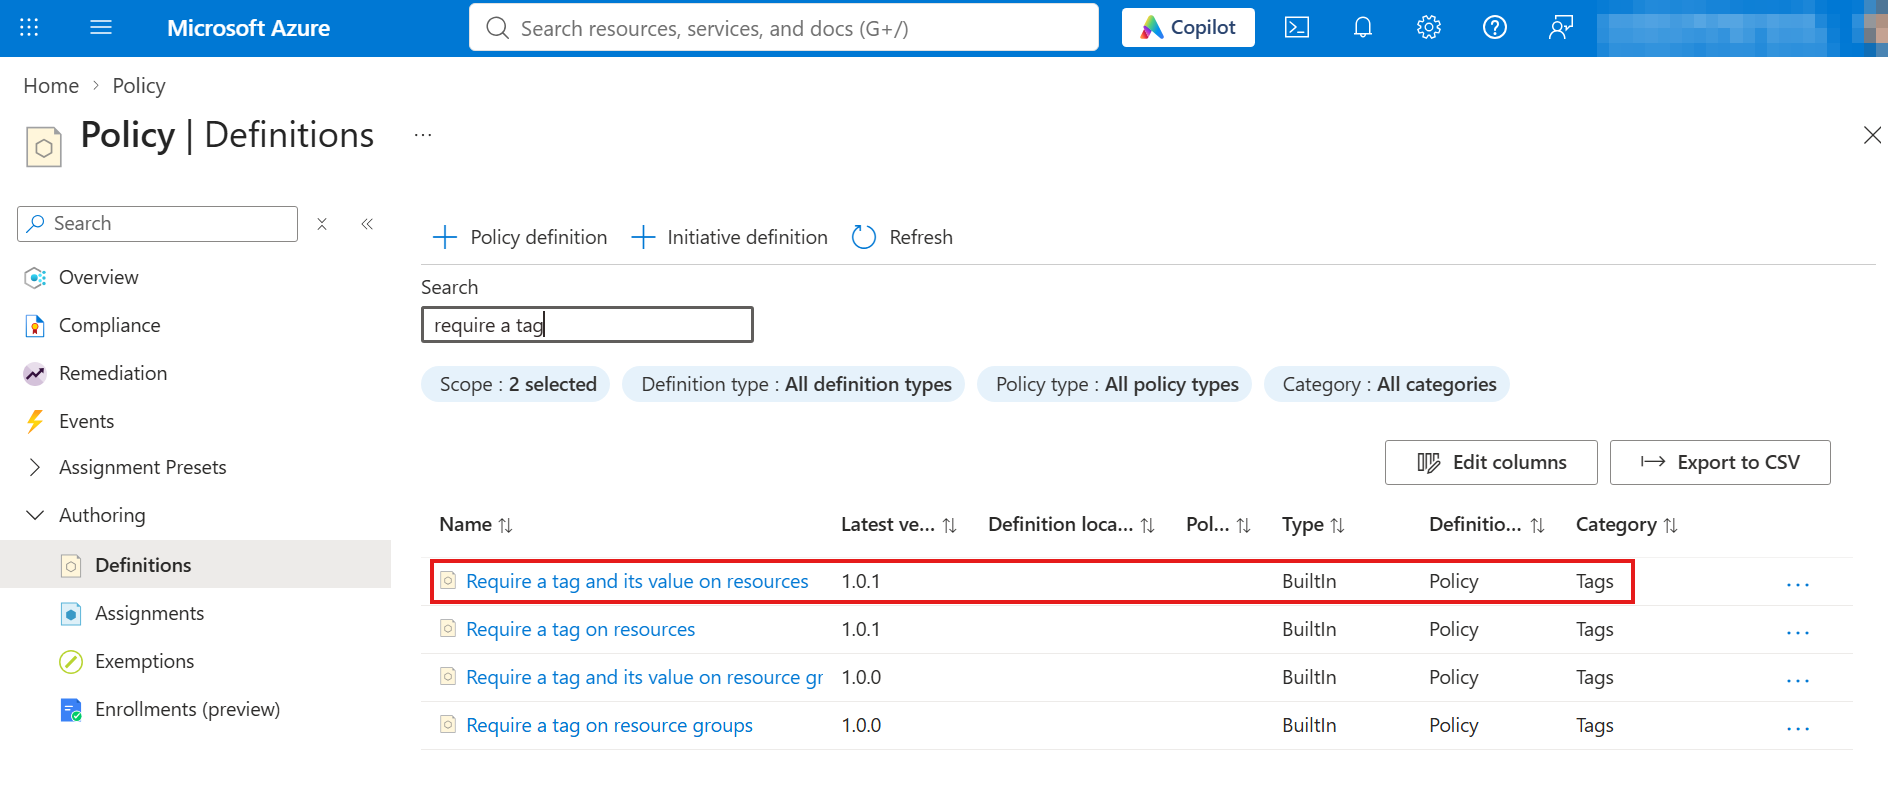 Microsoft Azure
Search resources, services, and docs (G+/)
Copilot
Home > Policy
Policy | Definitions ...
Search
Overview
Compliance
Remediation
Events
Assignment Presets
Authoring
Definitions
Assignments
Exemptions
Enrollments (preview)
Policy definition Initiative definition Refresh
Search
require a tag
Scope : 2 selected Definition type : All definition types Policy type : All policy types Category : All categories
Edit columns Export to CSV
Name Latest ve... Definition loca... Pol... Type Definitio... Category
Require a tag and its value on resources 1.0.1 BuiltIn Policy Tags ...
Require a tag on resources 1.0.1 BuiltIn Policy Tags ...
Require a tag and its value on resource gr 1.0.0 BuiltIn Policy Tags ...
Require a tag on resource groups 1.0.0 BuiltIn Policy Tags ...